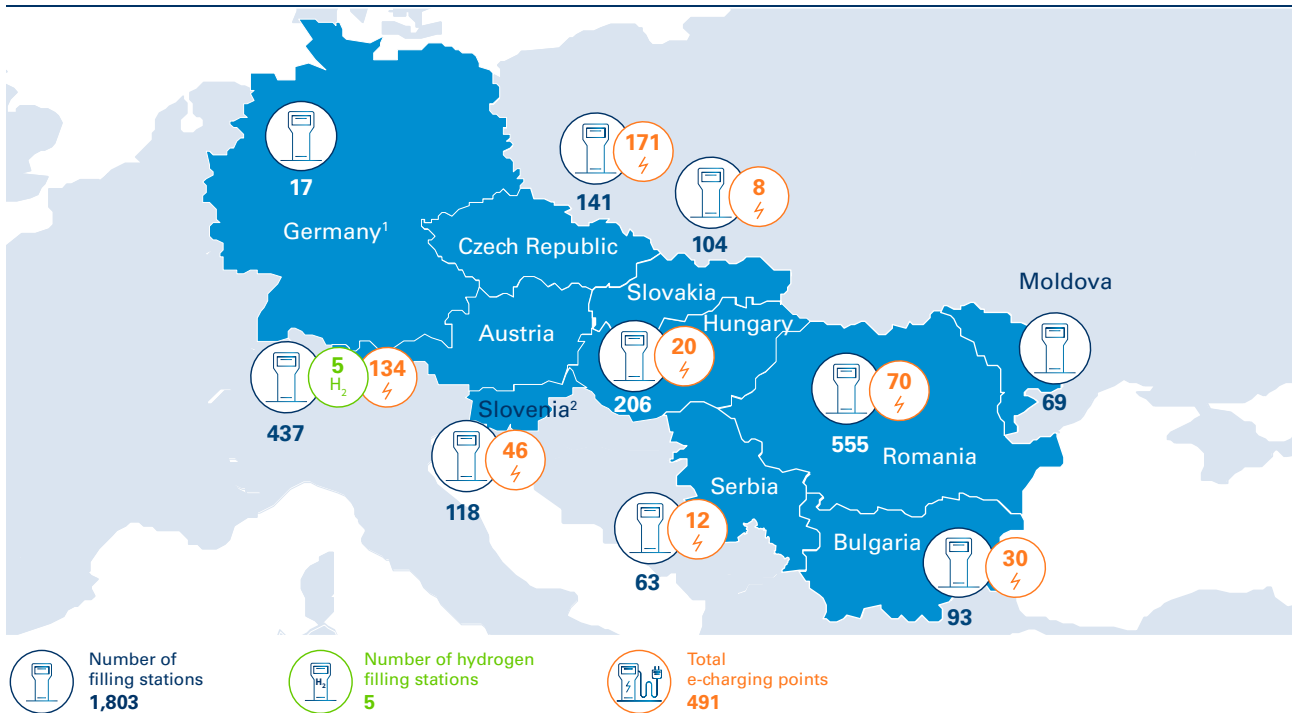 17
Germany¹
141
171
104
8
Czech Republic
Slovakia
Moldova
69
Austria
Hungary
206
20
437
5
H₂
134
Slovenia²
118
46
555
70
Romania
Serbia
63
12
Bulgaria
93
30
Number of
filling stations
1,803
H₂
Number of hydrogen
filling stations
5
Total
e-charging points
491